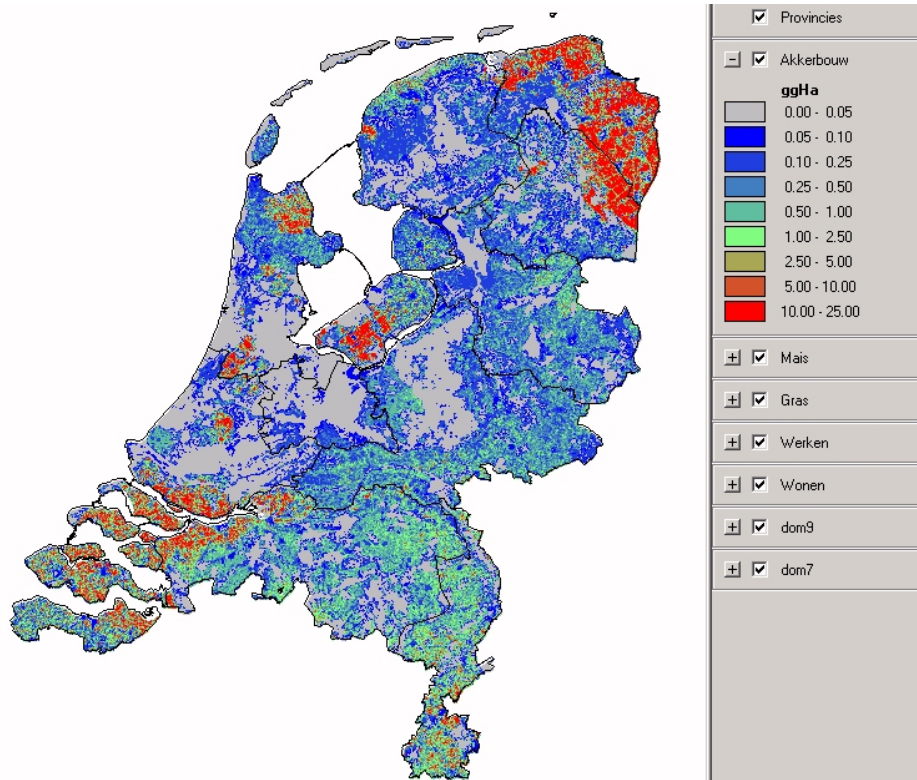 Provincies
Akkerbouw
ggHa
0.00 - 0.05
0.05 - 0.10
0.10 - 0.25
0.25 - 0.50
0.50 - 1.00
1.00 - 2.50
2.50 - 5.00
5.00 - 10.00
10.00 - 25.00
Mais
Gras
Werken
Wonen
dom9
dom7